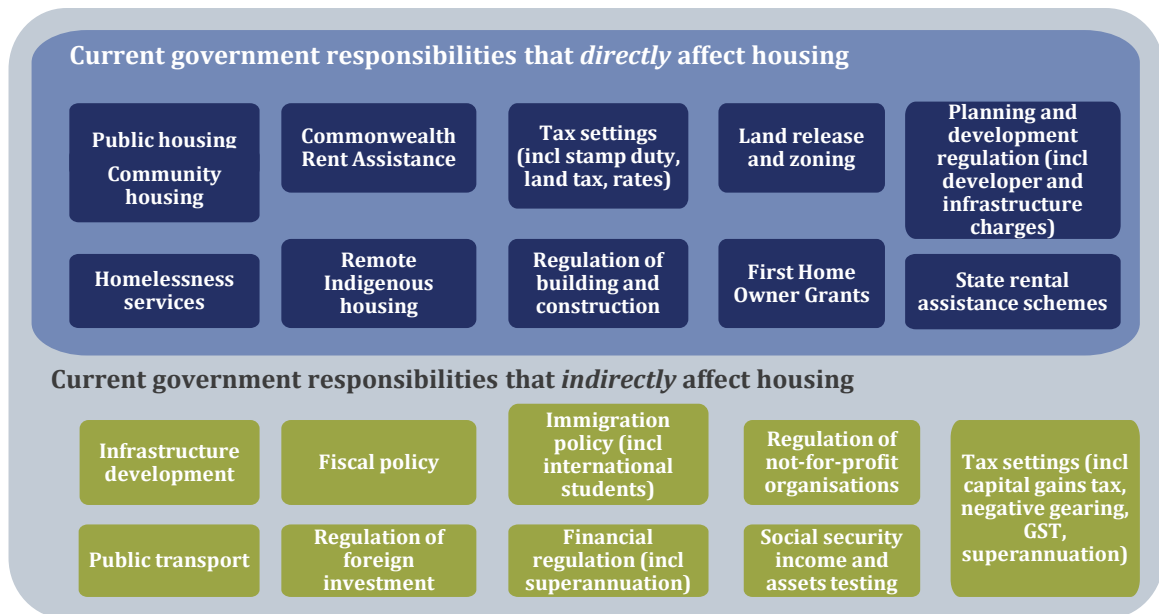 Current government responsibilities that directly affect housing
Public housing
Community
housing
Commonwealth
Rent Assistance
Tax settings
(incl stamp duty,
land tax, rates)
Land release
and zoning
Planning and
development
regulation (incl
developer and
infrastructure
charges)
Homelessness
services
Remote
Indigenous
housing
Regulation of
building and
construction
First Home
Owner Grants
State rental
assistance schemes
Current government responsibilities that indirectly affect housing
Infrastructure
development
Fiscal policy
Immigration
policy (incl
international
students)
Regulation of
not-for-profit
organisations
Tax settings (incl
capital gains tax,
negative gearing,
GST,
superannuation)
Public transport
Regulation of
foreign
investment
Financial
regulation (incl
superannuation)
Social security
income and
assets testing